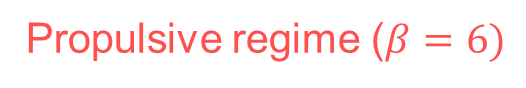 Propulsive regime (𝛽 = 6)